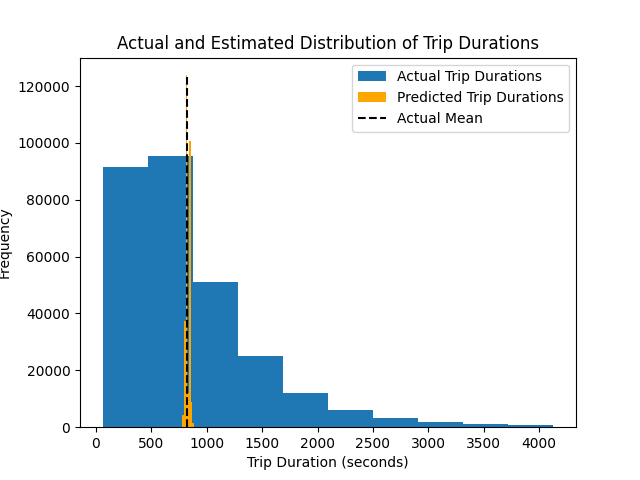 Actual and Estimated Distribution of Trip Durations
Actual Trip Durations
Predicted Trip Durations
Actual Mean
120000
100000
80000
60000
40000
20000
0
Frequency
0 500 1000 1500 2000 2500 3000 3500 4000
Trip Duration (seconds)